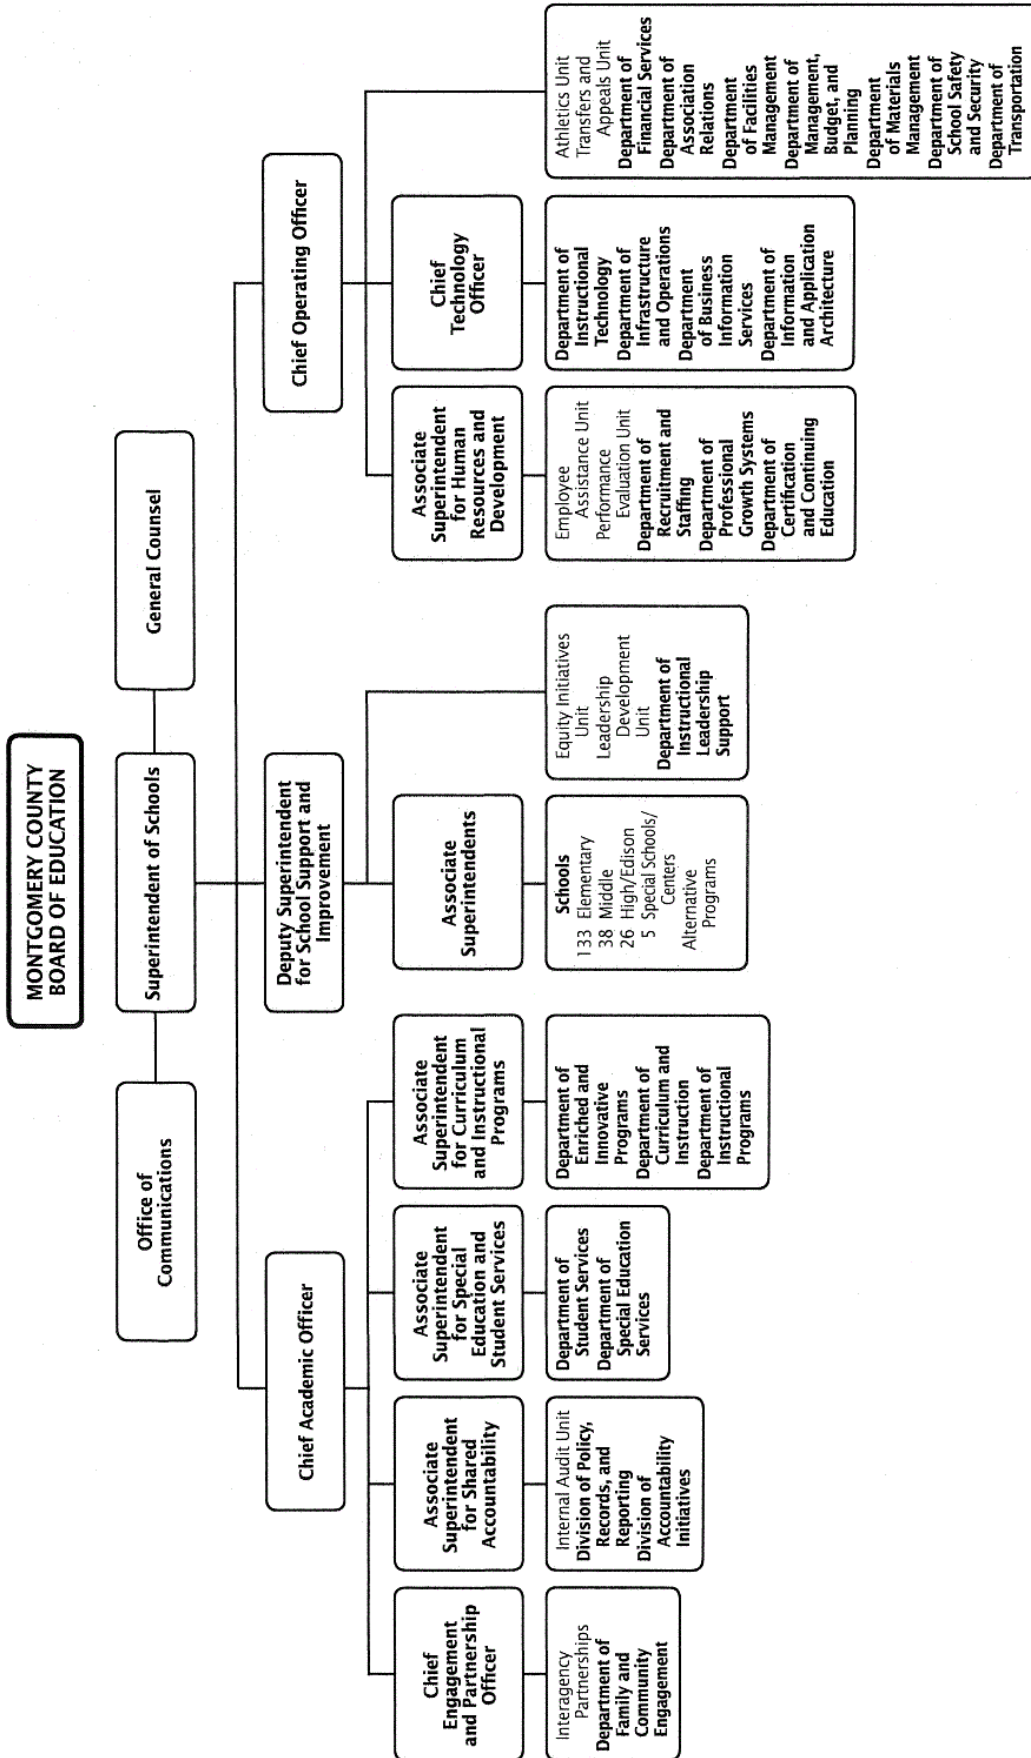 MONTGOMERY COUNTY
BOARD OF EDUCATION
Office of
Communications
Superintendent of Schools
General Counsel
Chief Academic Officer
Deputy Superintendent
for School Support and
Improvement
Chief Operating Officer
Chief
Engagement
and Partnership
Officer
Associate
Superintendent
for Shared
Accountability
Associate
Superintendent
for Special
Education and
Student Services
Associate
Superintendent
for Curriculum
and Instructional
Programs
Associate
Superintendents
Associate
Superintendent
for Human
Resources and
Development
Chief
Technology
Officer
Interagency
Partnerships
Department of
Family and
Community
Engagement
Internal Audit Unit
Division of Policy,
Records, and
Reporting
Division of
Accountability
Initiatives
Department of
Student Services
Department of
Special Education
Services
Department of
Enriched and
Innovative
Programs
Department of
Curriculum and
Instruction
Department of
Instructional
Programs
Schools
133 Elementary
38 Middle
26 High/Edison
5 Special Schools/
Centers
Alternative
Programs
Equity Initiatives
Unit
Leadership
Development
Unit
Department of
Instructional
Leadership
Support
Employee
Assistance Unit
Performance
Evaluation Unit
Department of
Recruitment and
Staffing
Department of
Professional
Growth Systems
Department of
Certification
and Continuing
Education
Department of
Instructional
Technology
Department of
Infrastructure
and Operations
Department
of Business
Information
Services
Department of
Information
and Application
Architecture
Athletics Unit
Transfers and
Appeals Unit
Department of
Financial Services
Department of
Association
Relations
Department
of Facilities
Management
Department of
Management,
Budget, and
Planning
Department
of Materials
Management
Department of
School Safety
and Security
Department of
Transportation